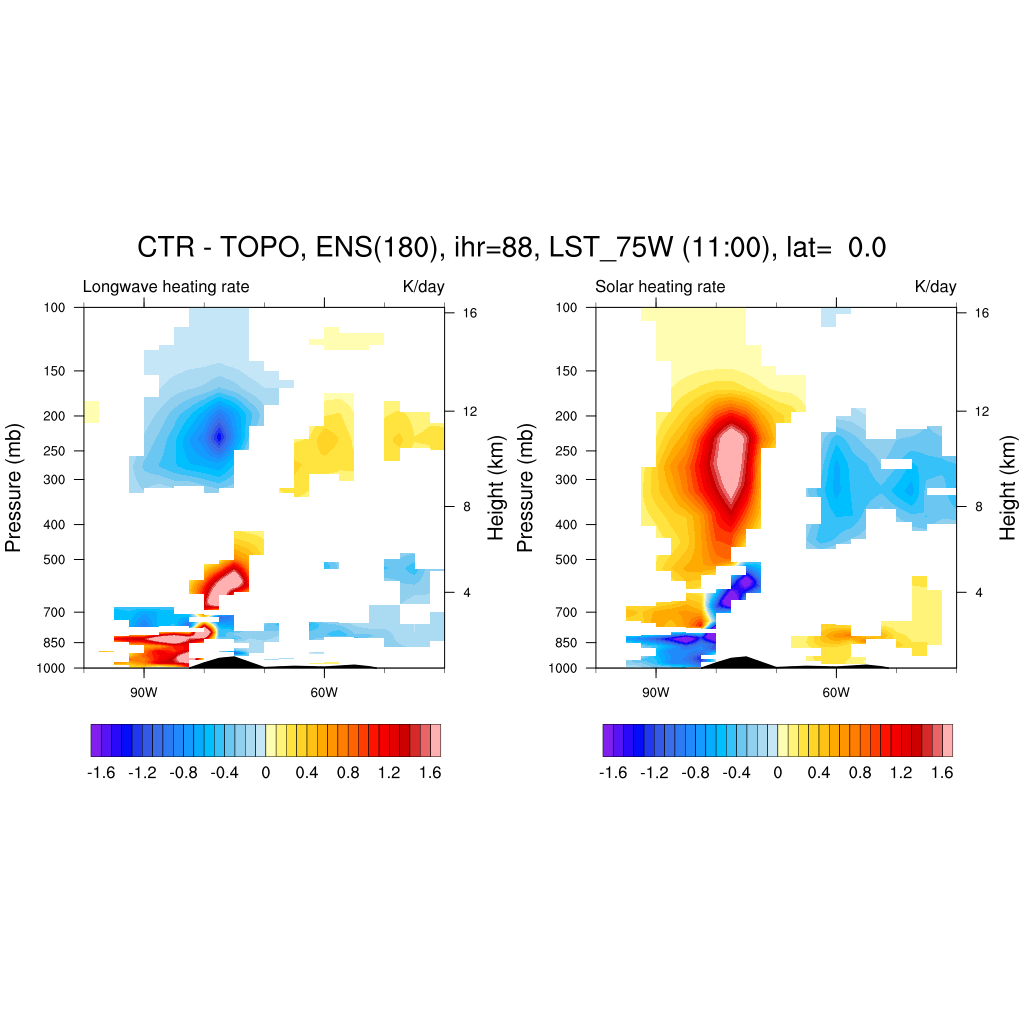 CTR - TOPO, ENS(180), ihr=88, LST_75W (11:00), lat=  0.0
Longwave heating rate K/day
Solar heating rate K/day
100
150
200
250
300
400
500
700
850
1000
Pressure (mb)
16
12
8
4
Height (km)
90W 60W
100
150
200
250
300
400
500
700
850
1000
Pressure (mb)
16
12
8
4
Height (km)
90W 60W
-1.6 -1.2 -0.8 -0.4 0 0.4 0.8 1.2 1.6
-1.6 -1.2 -0.8 -0.4 0 0.4 0.8 1.2 1.6